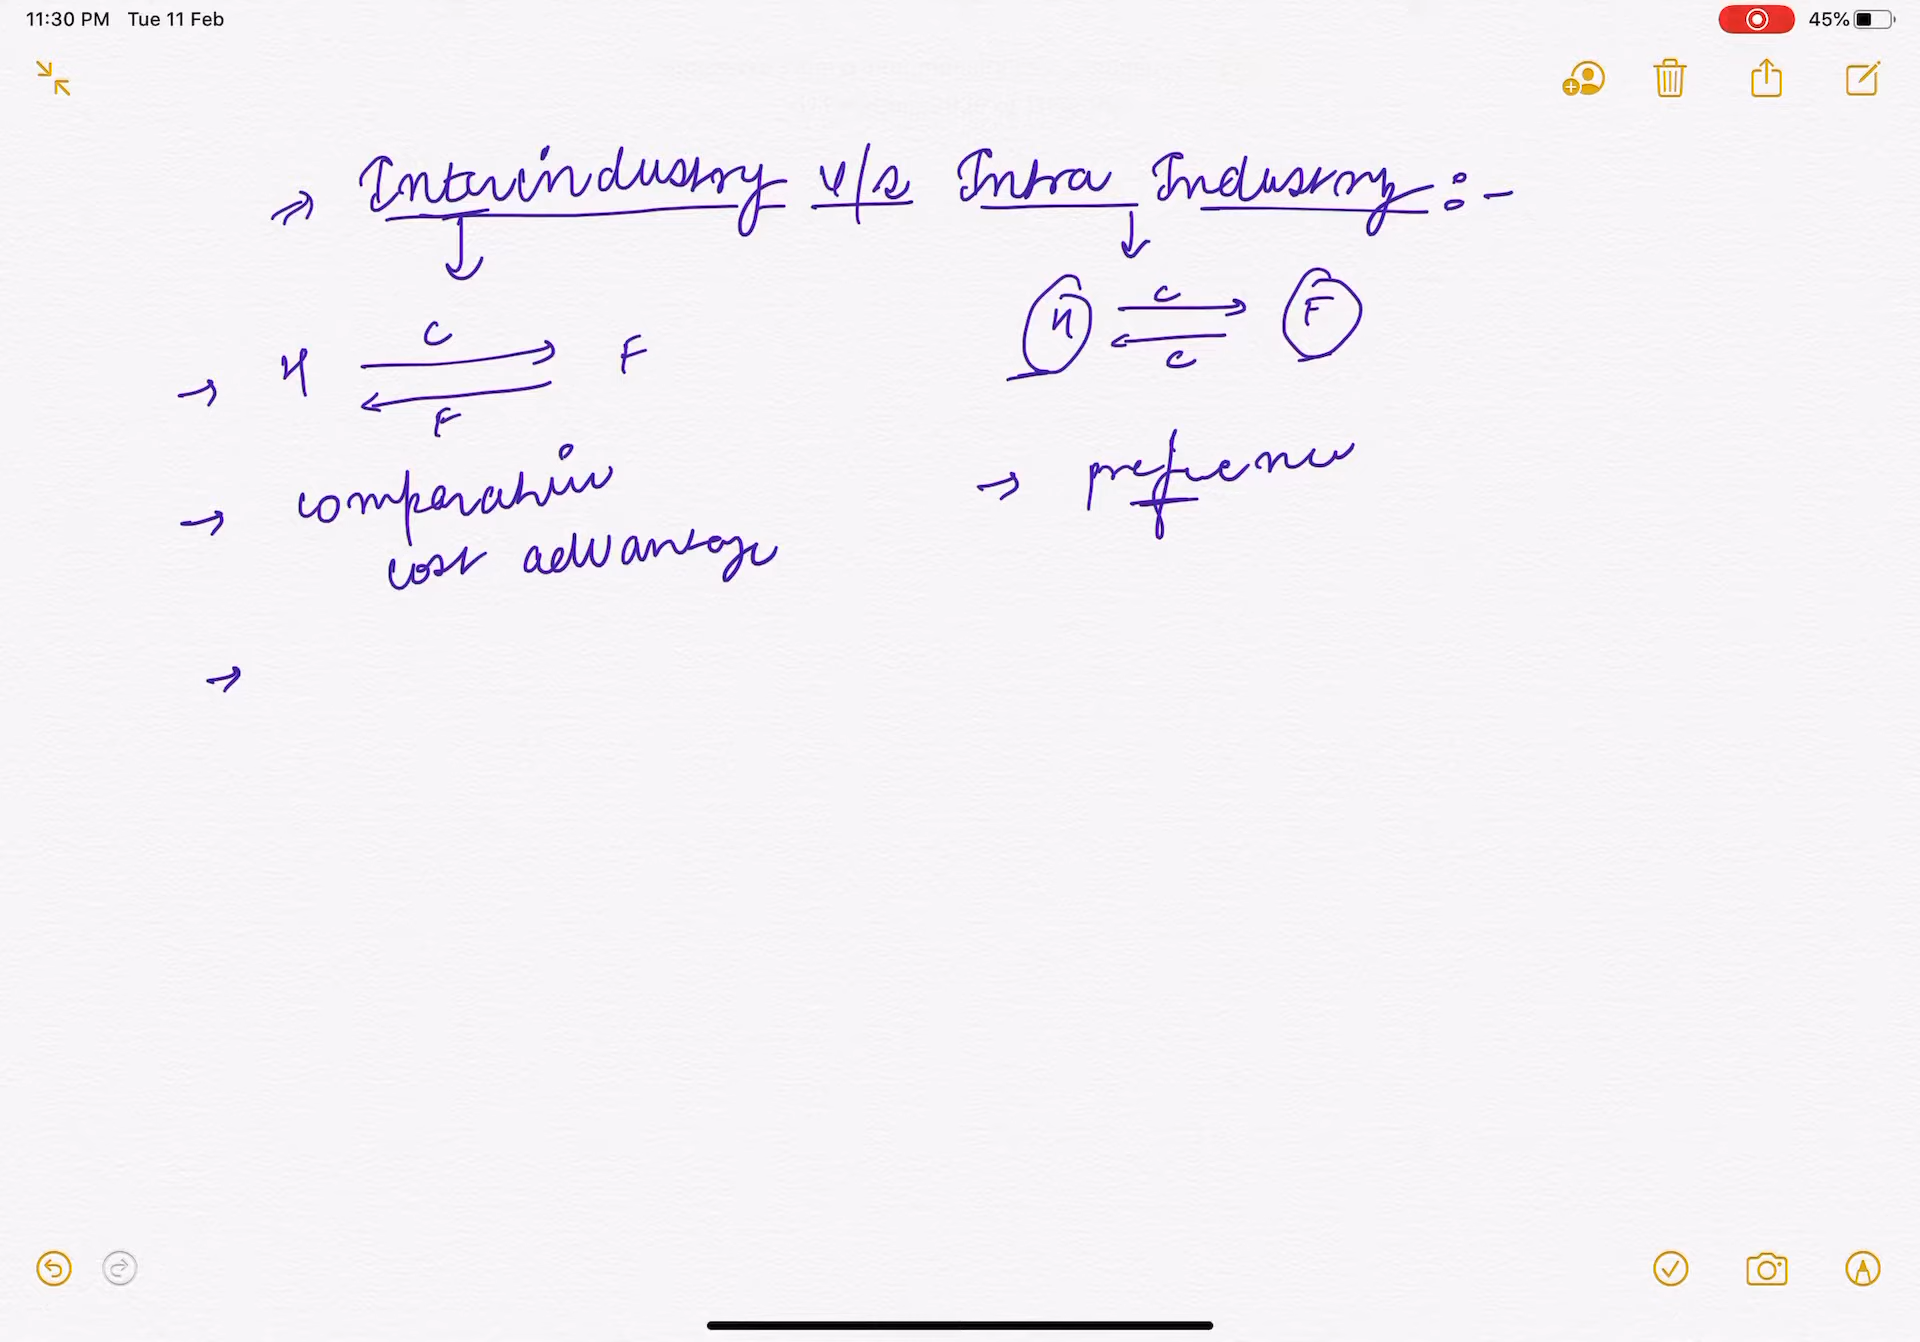 11:30 PM Tue 11 Feb
45%
⇒ Interindustry v/s Intra Industry :-
H C F
F
H C F
C
→ comparative
cost advantage
→ preference
→